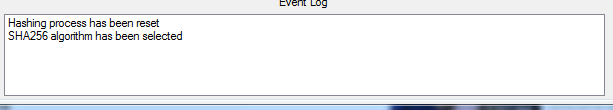 Event Log
Hashing process has been reset
SHA256 algorithm has been selected